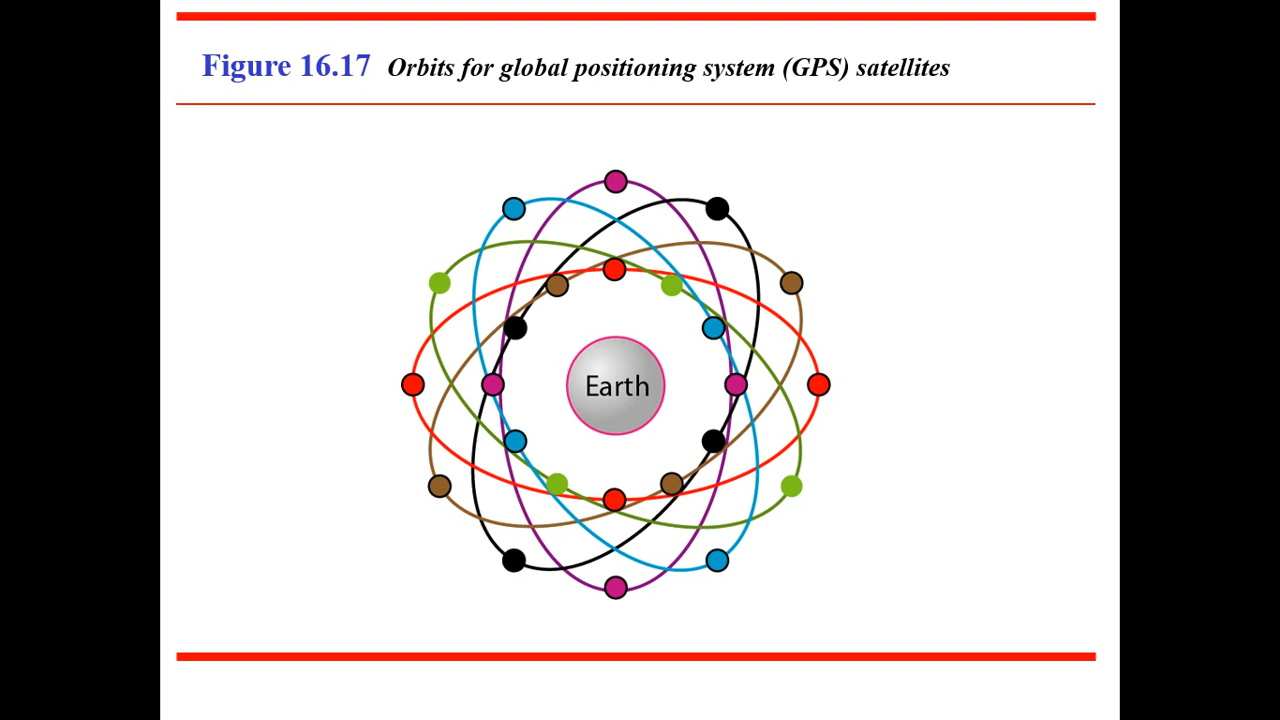 Figure 16.17 Orbits for global positioning system (GPS) satellites
Earth